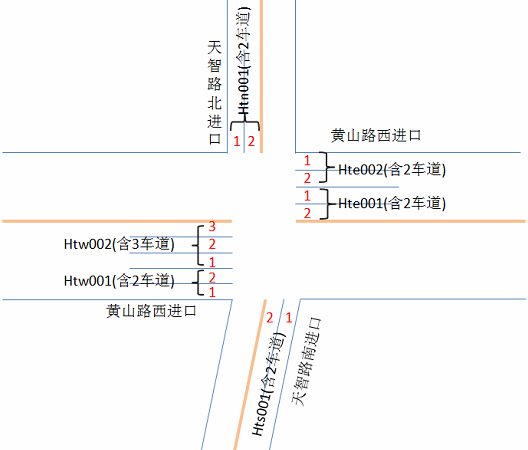 天智路北进口
Htn001(含2车道)
1 2
黄山路西进口
1
2
Hte002(含2车道)
1
2
Hte001(含2车道)
3
2
1
Htw002(含3车道)
2
1
Htw001(含2车道)
黄山路西进口
2 1
Hts001(含2车道)
天智路南进口